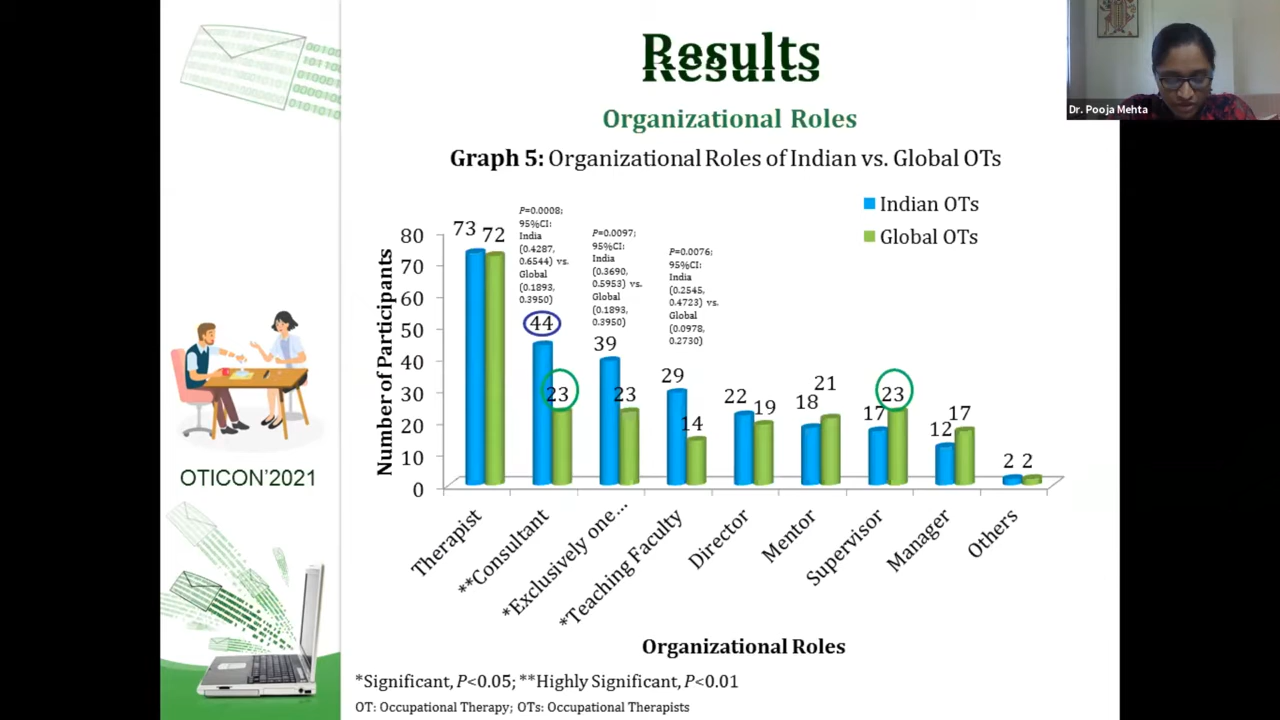 Results
Organizational Roles
Graph 5: Organizational Roles of Indian vs. Global OTs
Indian OTs
Global OTs
P=0.0008;
95%CI:
India
(0.4287,
0.6544) vs.
Global
(0.1893,
0.3950)
P=0.0097;
95%CI:
India
(0.3690,
0.5953) vs.
Global
(0.1893,
0.3950)
P=0.0076;
95%CI:
India
(0.2545,
0.4723) vs.
Global
(0.0978,
0.2730)
Number of Participants
80
70
60
50
40
30
20
10
0
73 72
44 23
39 23
29 14
22 19
18 21
17 23
12 17
2 2
Therapist
**Consultant
*Exclusively one...
*Teaching Faculty
Director
Mentor
Supervisor
Manager
Others
Organizational Roles
*Significant, P<0.05; **Highly Significant, P<0.01
OT: Occupational Therapy; OTs: Occupational Therapists
OTICON'2021
Dr. Pooja Mehta